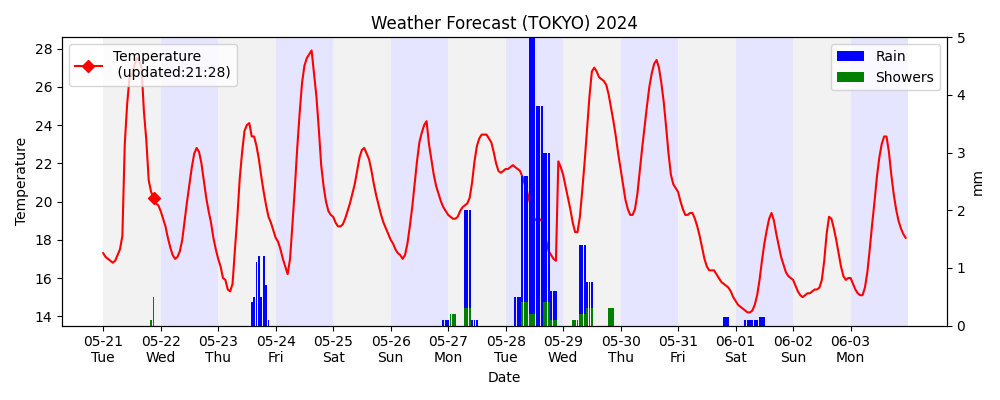 Weather Forecast (TOKYO) 2024
Temperature
(updated:21:28)
Rain
Showers
Temperature
28
26
24
22
20
18
16
14
5
4
3
2
1
0
mm
05-21 05-22 05-23 05-24 05-25 05-26 05-27 05-28 05-29 05-30 05-31 06-01 06-02 06-03
Tue Wed Thu Fri Sat Sun Mon Tue Wed Thu Fri Sat Sun Mon
Date